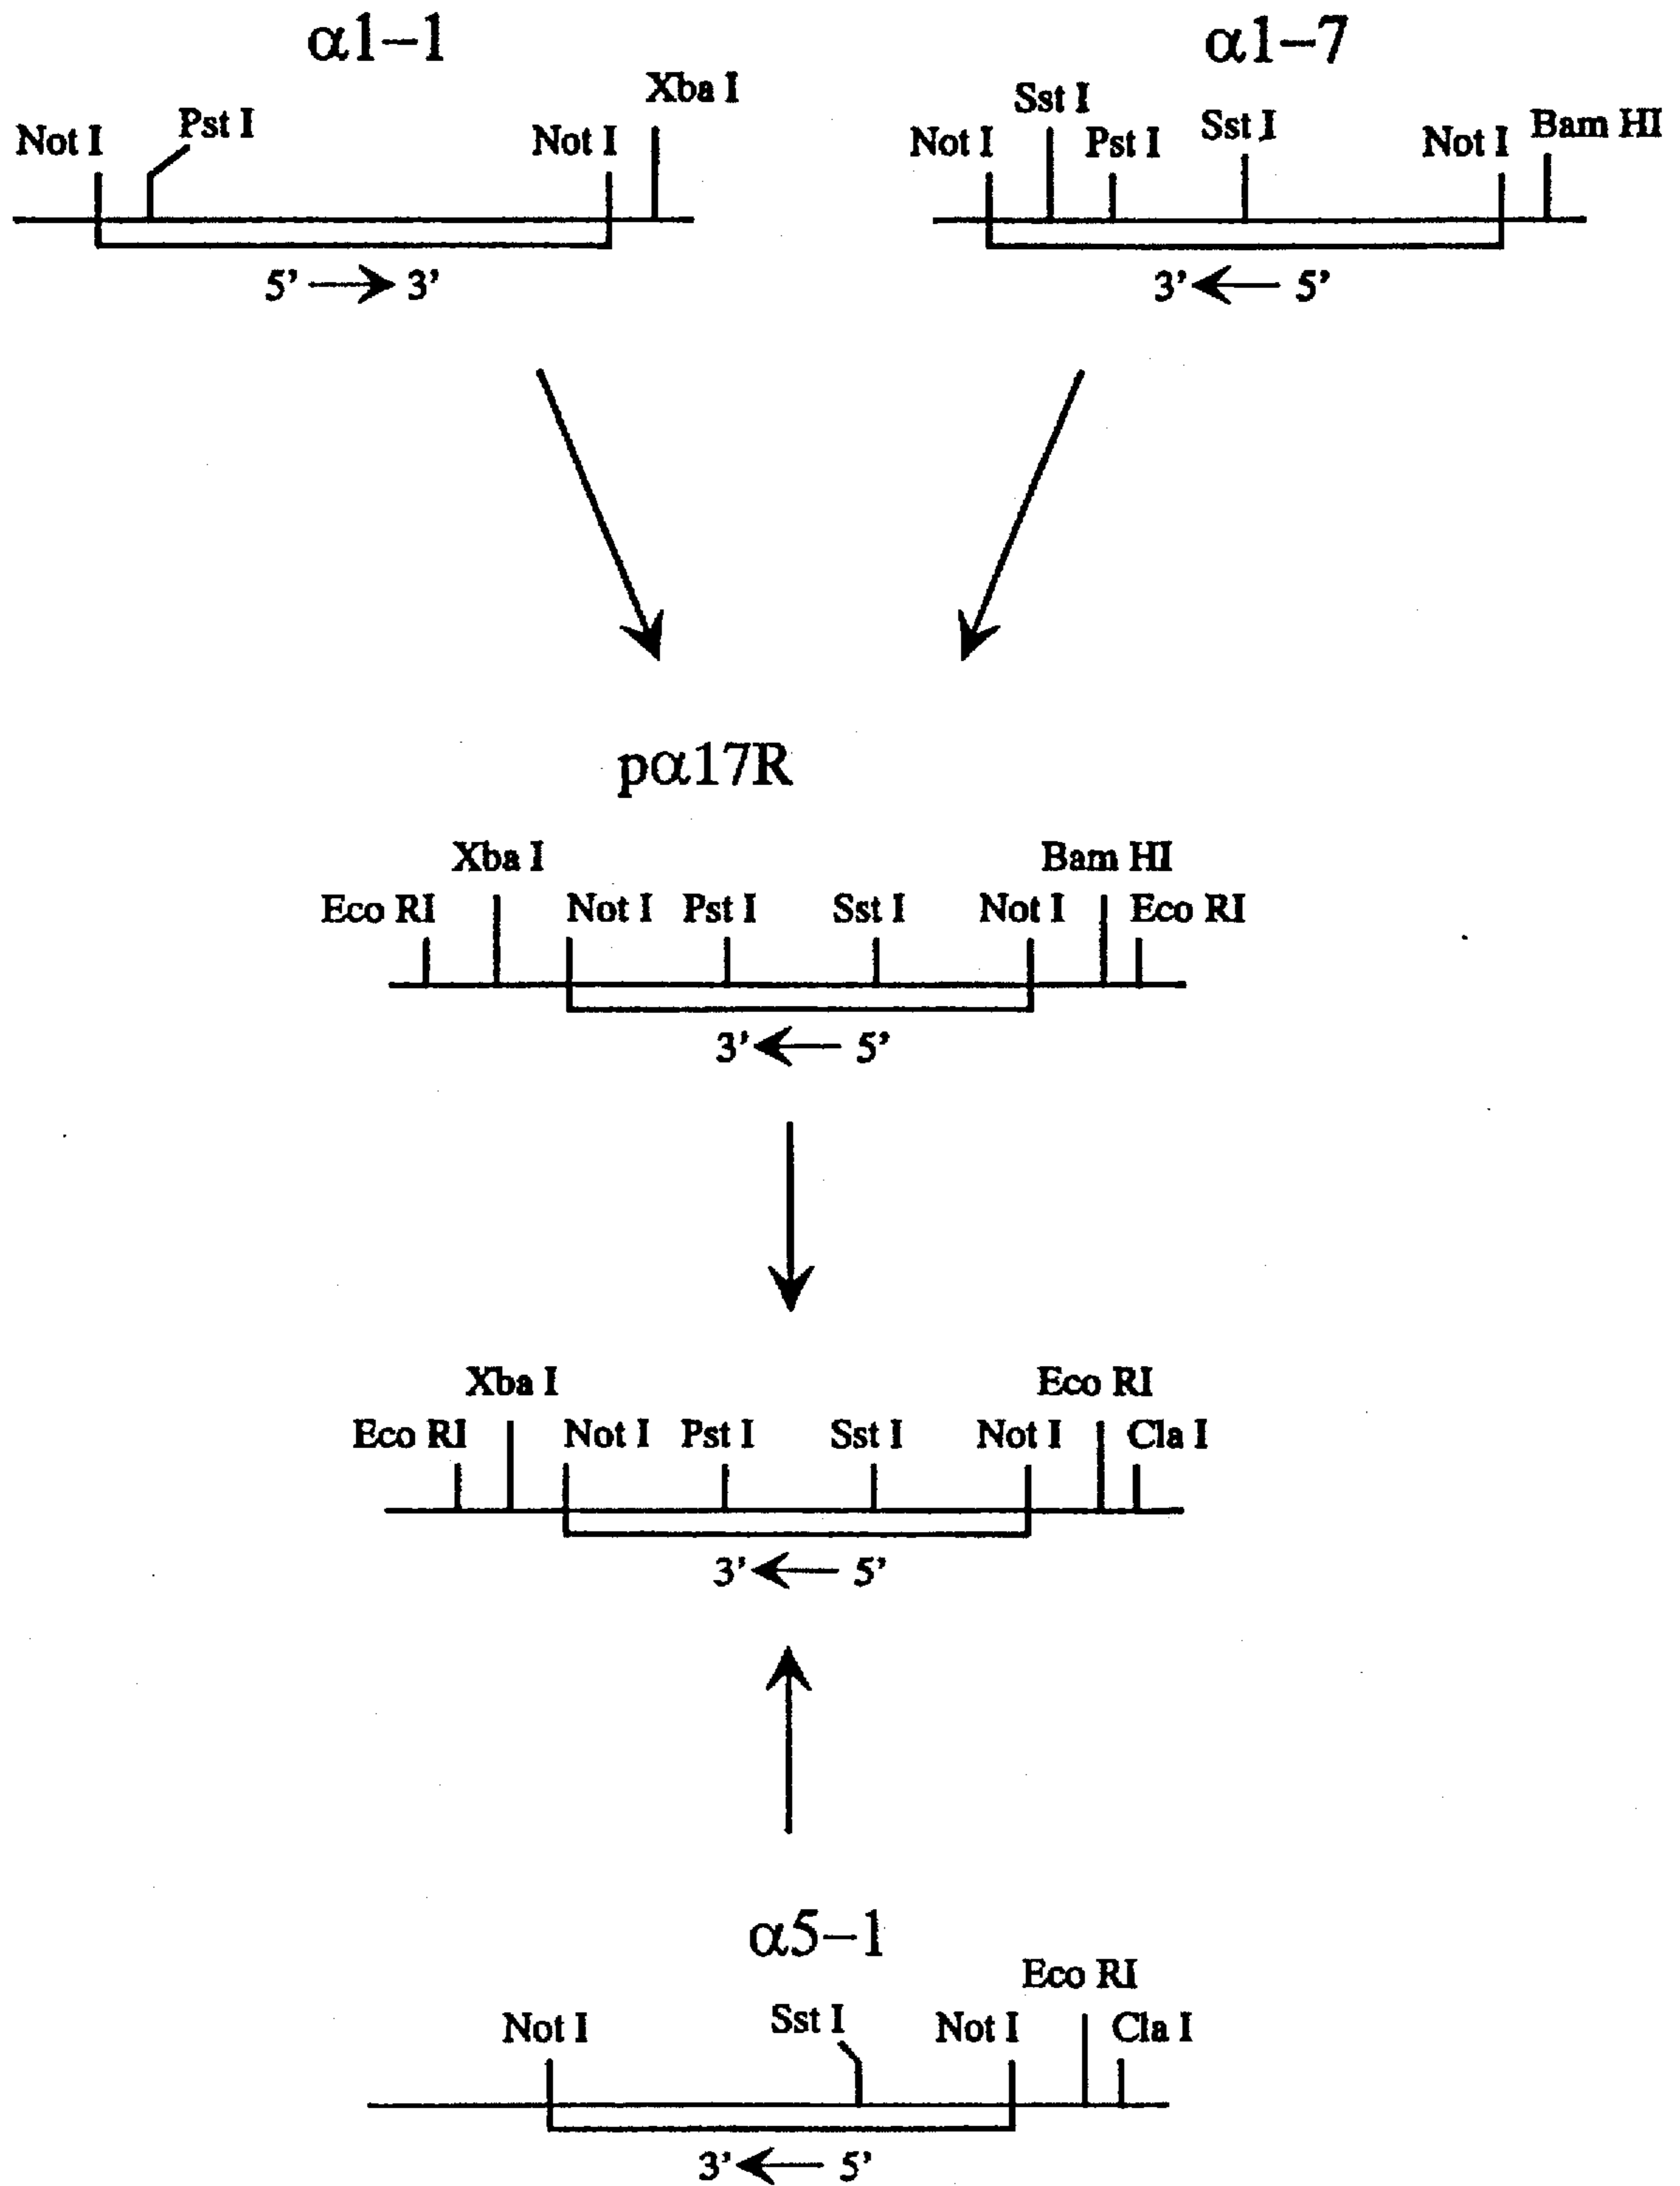 α1–1
α1–7
Xba I
Sst I
Pst I
Sst I
Bam HI
Not I
Not I
Not I
Pst I
Not I
5' 3'
3' 5'
pα17R
Xba I
Bam HI
Eco RI
Not I
Pst I
Sst I
Not I
Eco RI
3' 5'
Xba I
Eco RI
Eco RI
Not I
Pst I
Sst I
Not I
Cla I
3' 5'
α5–1
Eco RI
Not I
Sst I
Not I
Cla I
3' 5'